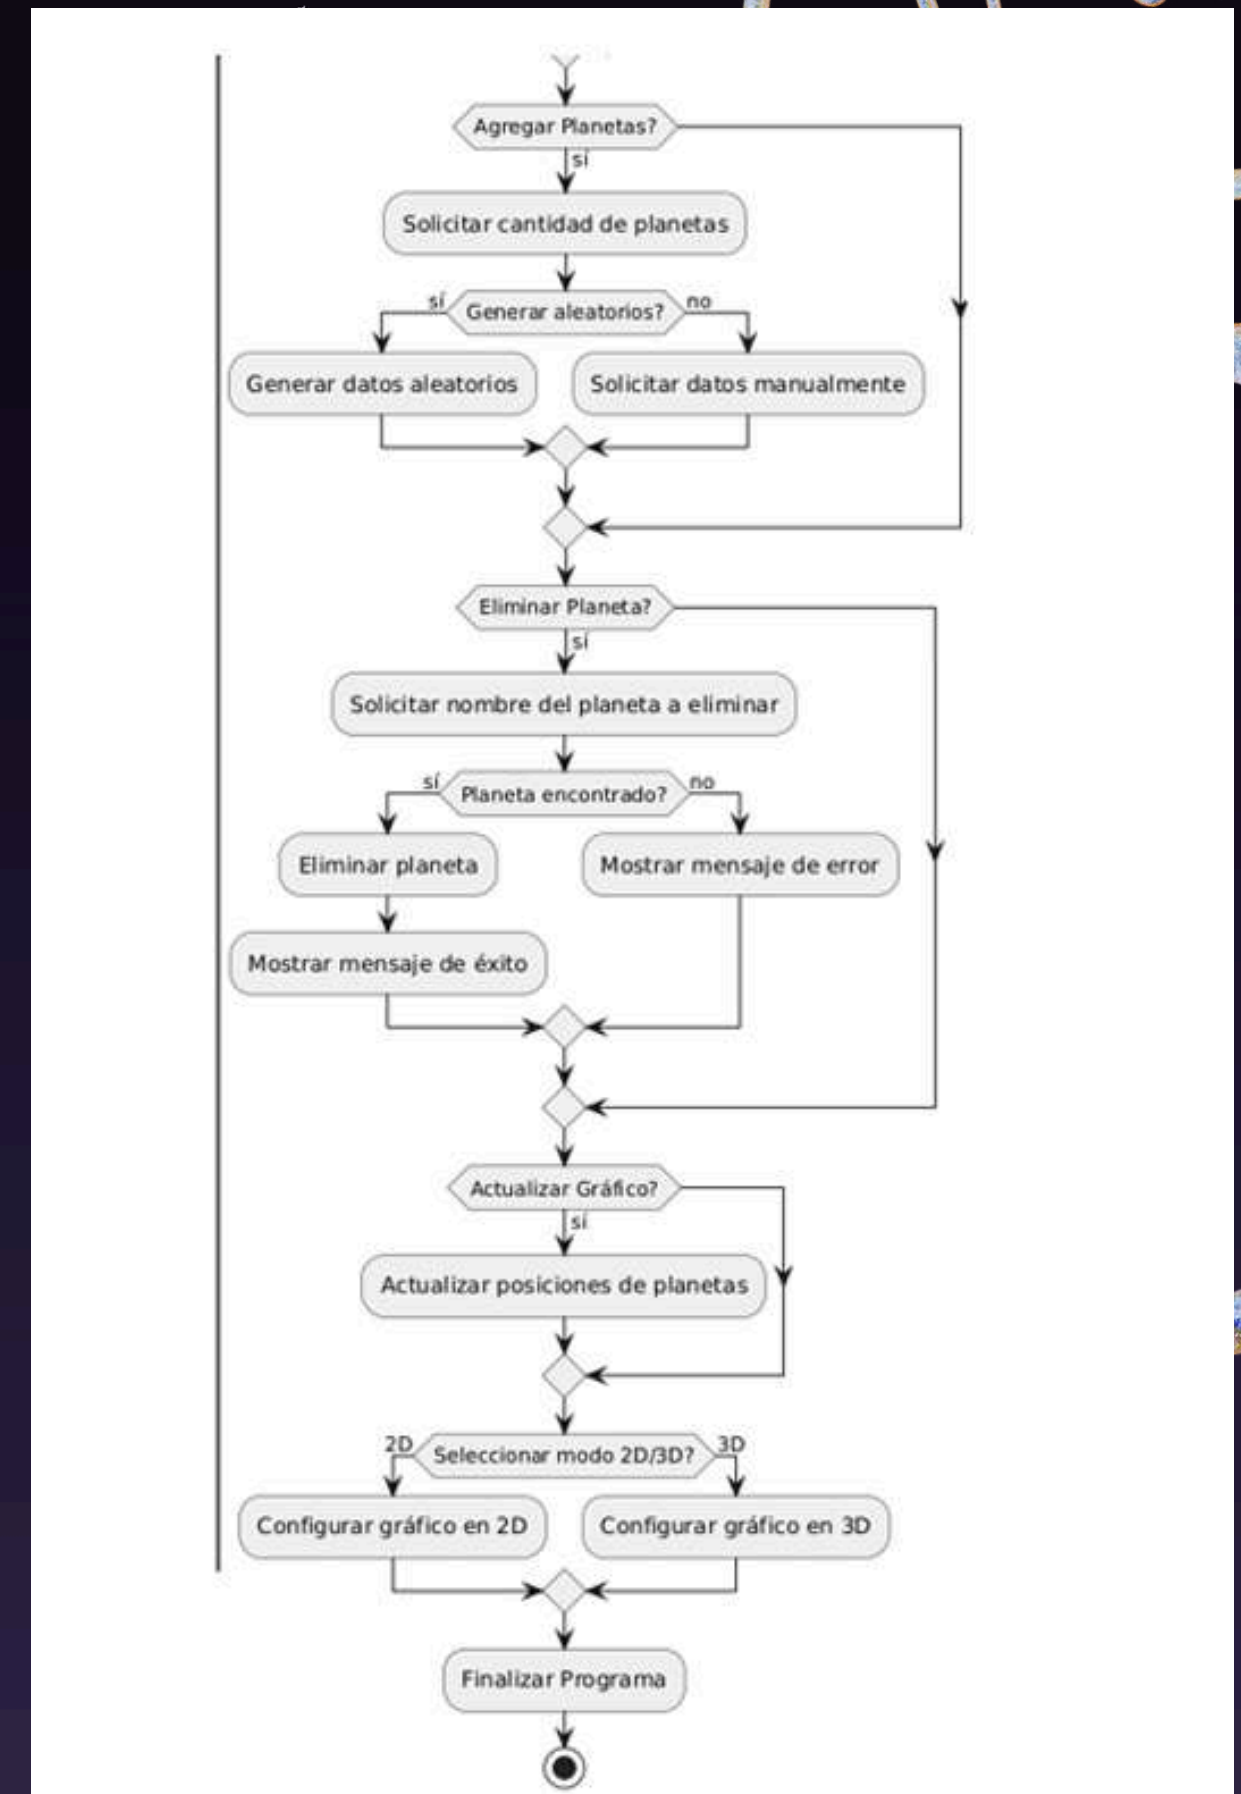 Agregar Planetas?
sí
Solicitar cantidad de planetas
sí
Generar aleatorios?
no
Generar datos aleatorios
Solicitar datos manualmente
Eliminar Planeta?
sí
Solicitar nombre del planeta a eliminar
sí
Planeta encontrado?
no
Eliminar planeta
Mostrar mensaje de error
Mostrar mensaje de éxito
Actualizar Gráfico?
sí
Actualizar posiciones de planetas
2D
Seleccionar modo 2D/3D?
3D
Configurar gráfico en 2D
Configurar gráfico en 3D
Finalizar Programa